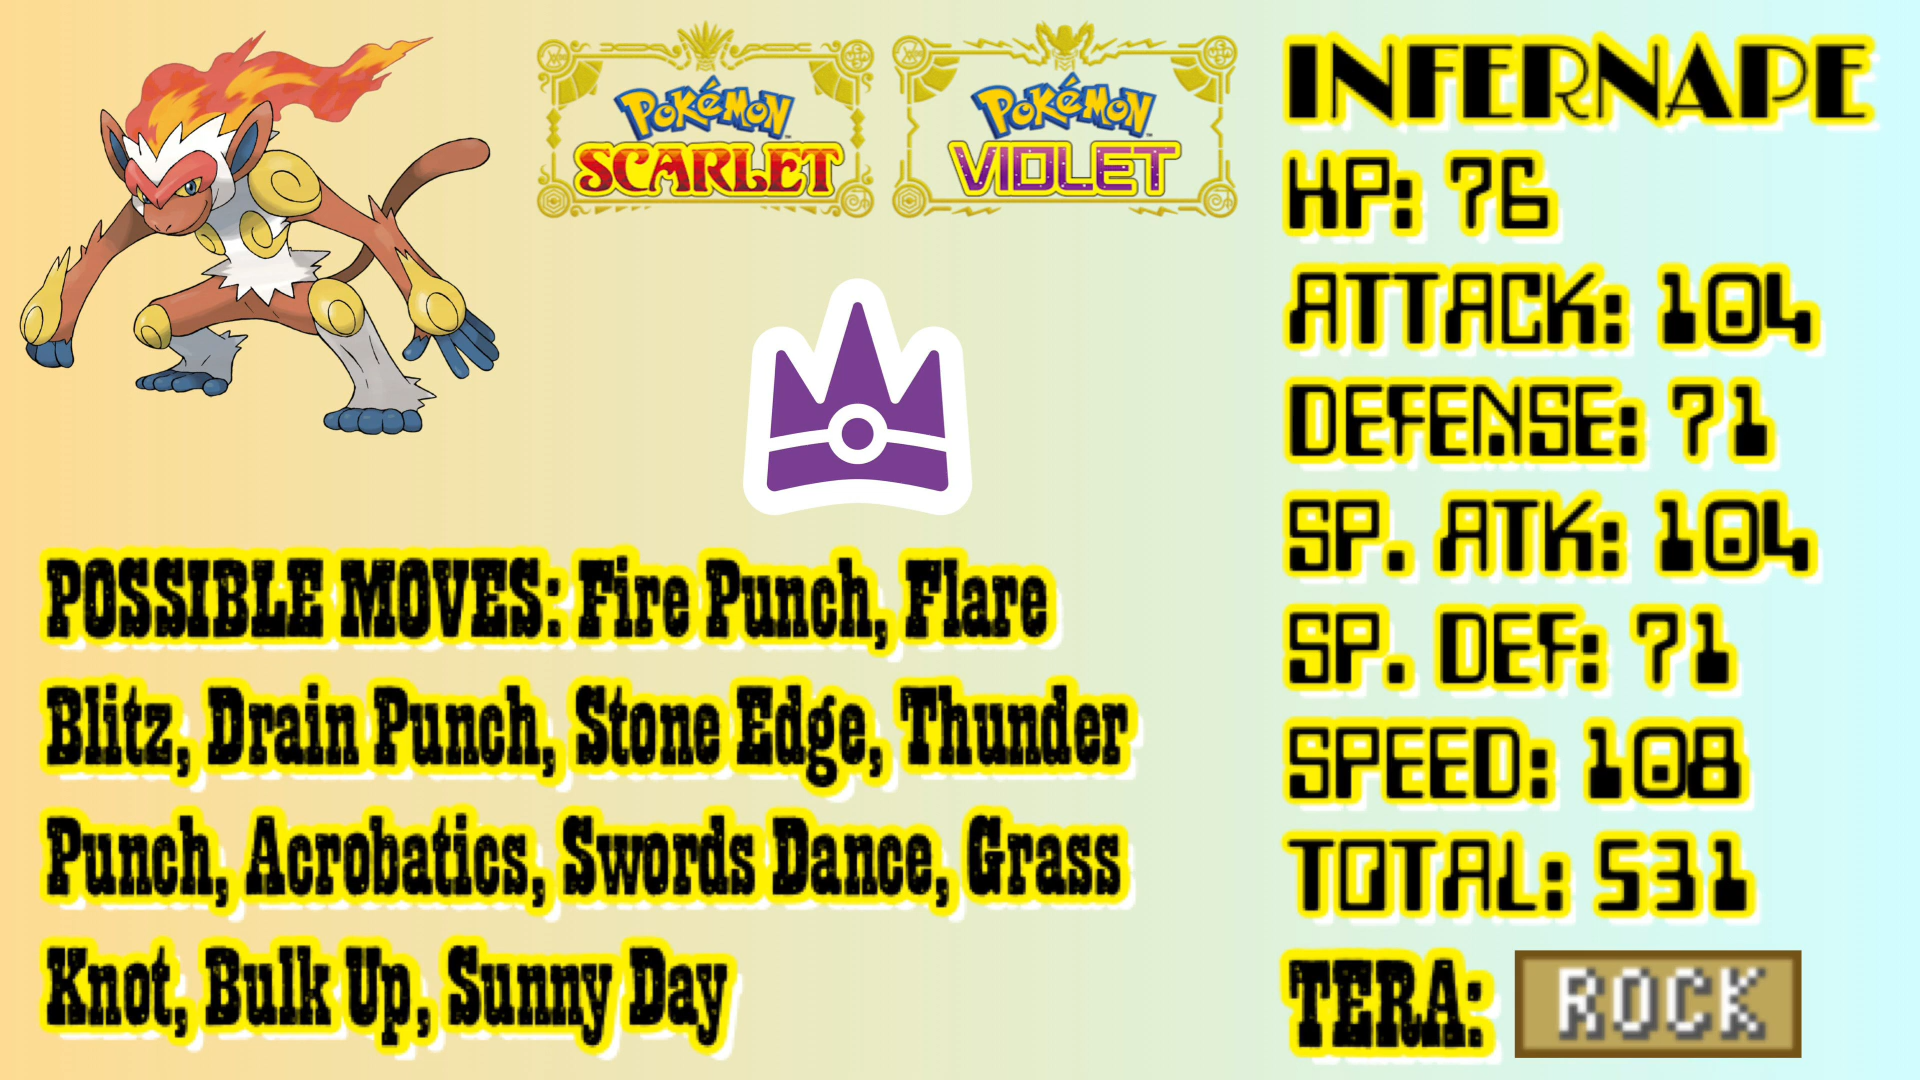 POKéMON
SCARLET
POKéMON
VIOLET
INFERNAPE
HP: 76
ATTACK: 104
DEFENSE: 71
SP. ATK: 104
SP. DEF: 71
SPEED: 108
TOTAL: 531
TERA: ROCK
POSSIBLE MOVES: Fire Punch, Flare
Blitz, Drain Punch, Stone Edge, Thunder
Punch, Acrobatics, Swords Dance, Grass
Knot, Bulk Up, Sunny Day